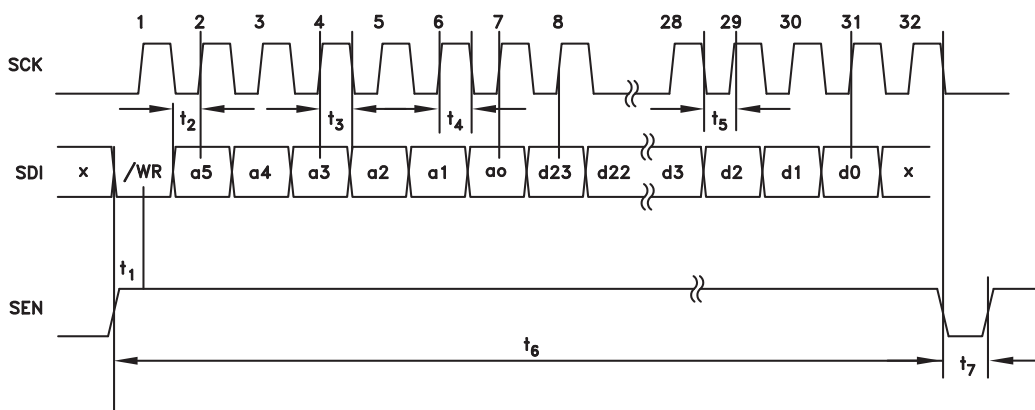 1 2 3 4 5 6 7 8 28 29 30 31 32
SCK
t2 t3 t4 t5
SDI x /WR a5 a4 a3 a2 a1 ao d23 d22 d3 d2 d1 d0 x
t1
SEN
t6
t7